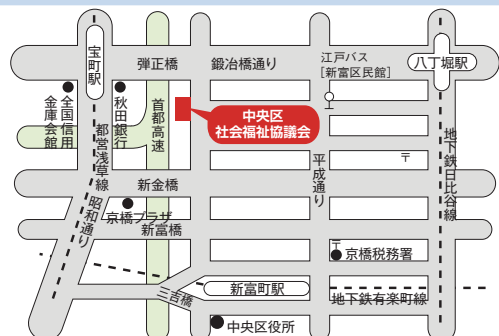 宝町駅
弾正橋
鍛冶橋通り
江戸バス
[新富区民館]
八丁堀駅
全国信用
金庫会館
秋田銀行
首都高速
中央区
社会福祉協議会
都営浅草線
昭和通り
平成通り
〒
地下鉄日比谷線
新金橋
京橋プラザ
新富橋
〒
京橋税務署
三吉橋
新富町駅
地下鉄有楽町線
中央区役所